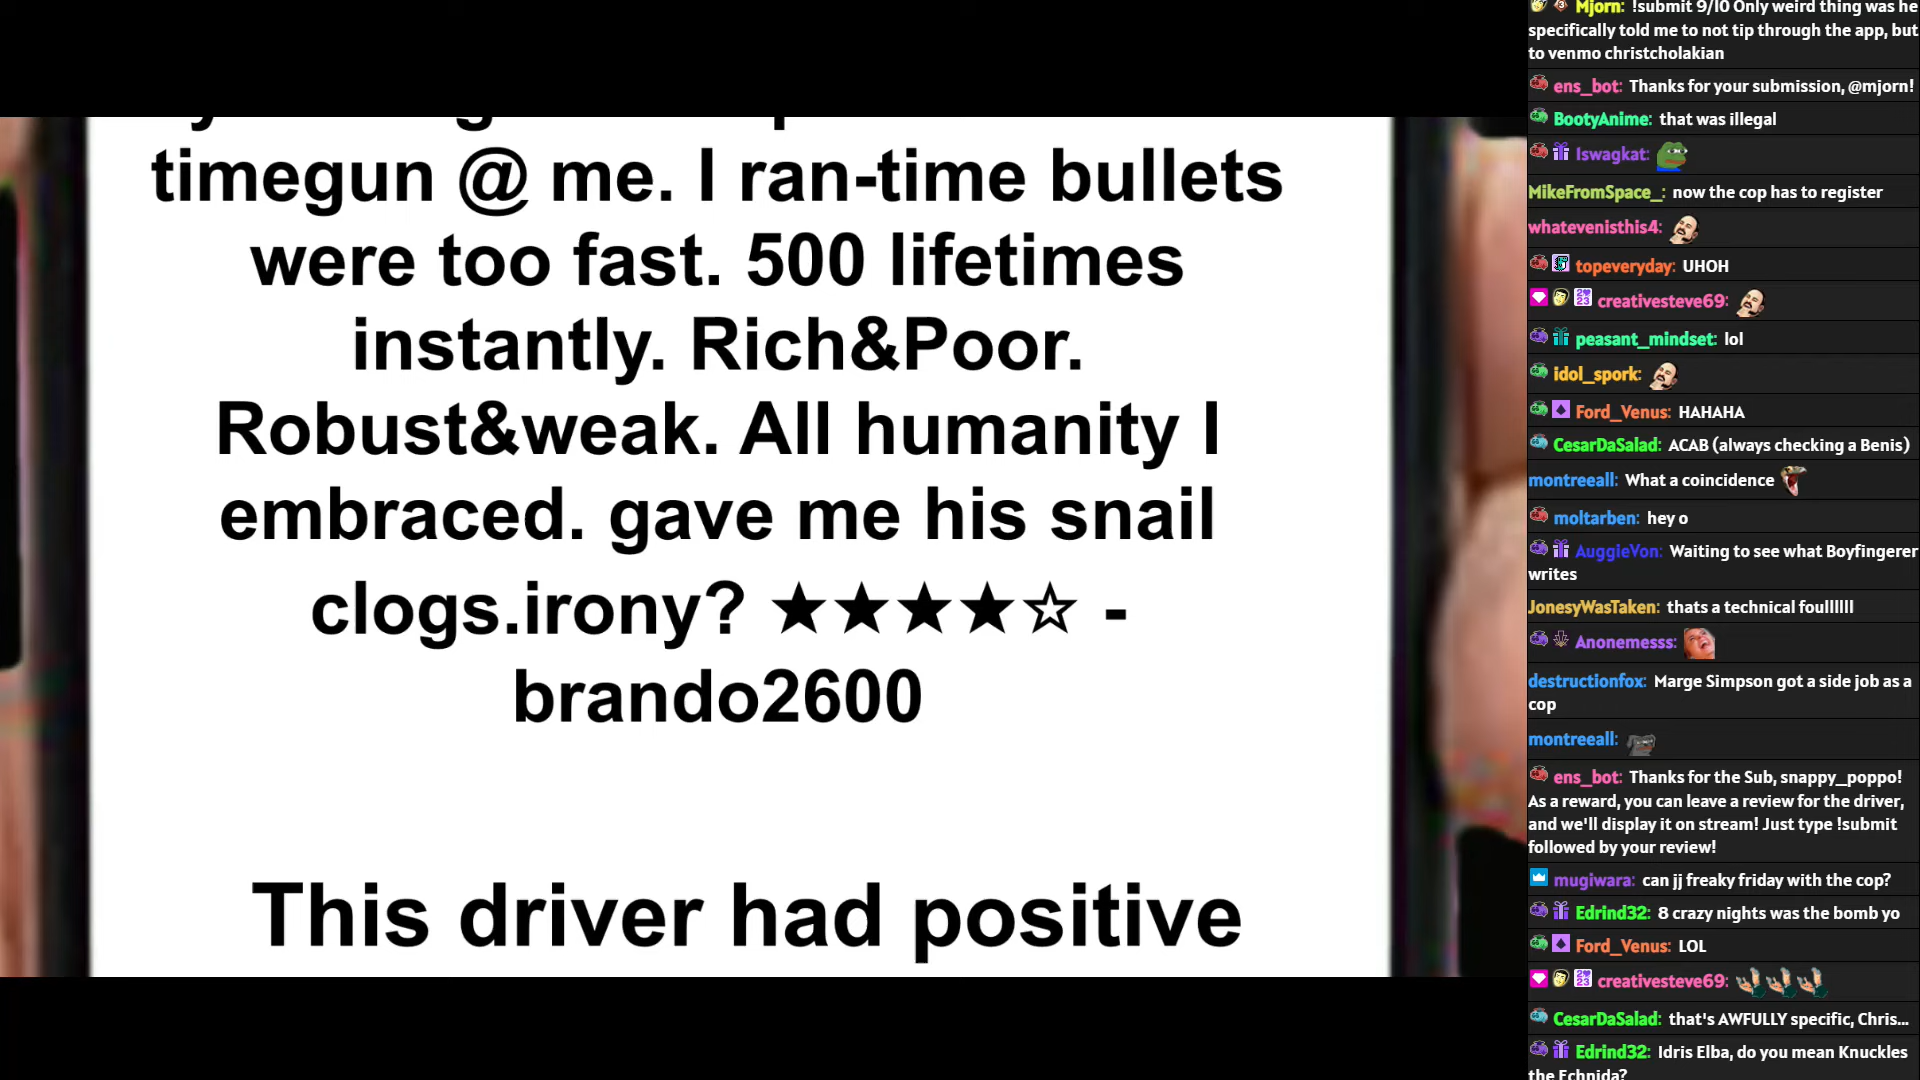 timegun @ me. I ran-time bullets
were too fast. 500 lifetimes
instantly. Rich&Poor.
Robust&weak. All humanity I
embraced. gave me his snail
clogs.irony? ★★★★☆ -
brando2600
This driver had positive
Mjorn: !submit 9/10 Only weird thing was he
specifically told me to not tip through the app, but
to venmo christcholakian
ens_bot: Thanks for your submission, @mjorn!
BootyAnime: that was illegal
Iswagkat:
MikeFromSpace_: now the cop has to register
whatevenisthis4:
topeveryday: UHOH
creativesteve69:
peasant_mindset: lol
idol_spork:
Ford_Venus: HAHAHA
CesarDaSalad: ACAB (always checking a Benis)
montreeall: What a coincidence
moltarben: hey o
AuggieVon: Waiting to see what Boyfingerer
writes
JonesyWasTaken: thats a technical foullllll
Anonemesss:
destructionfox: Marge Simpson got a side job as a
cop
montreeall:
ens_bot: Thanks for the Sub, snappy_poppo!
As a reward, you can leave a review for the driver,
and we'll display it on stream! Just type !submit
followed by your review!
mugiwara: can jj freaky friday with the cop?
Edrind32: 8 crazy nights was the bomb yo
Ford_Venus: LOL
creativesteve69:
CesarDaSalad: that's AWFULLY specific, Chris...
Edrind32: Idris Elba, do you mean Knuckles
the Echnida?